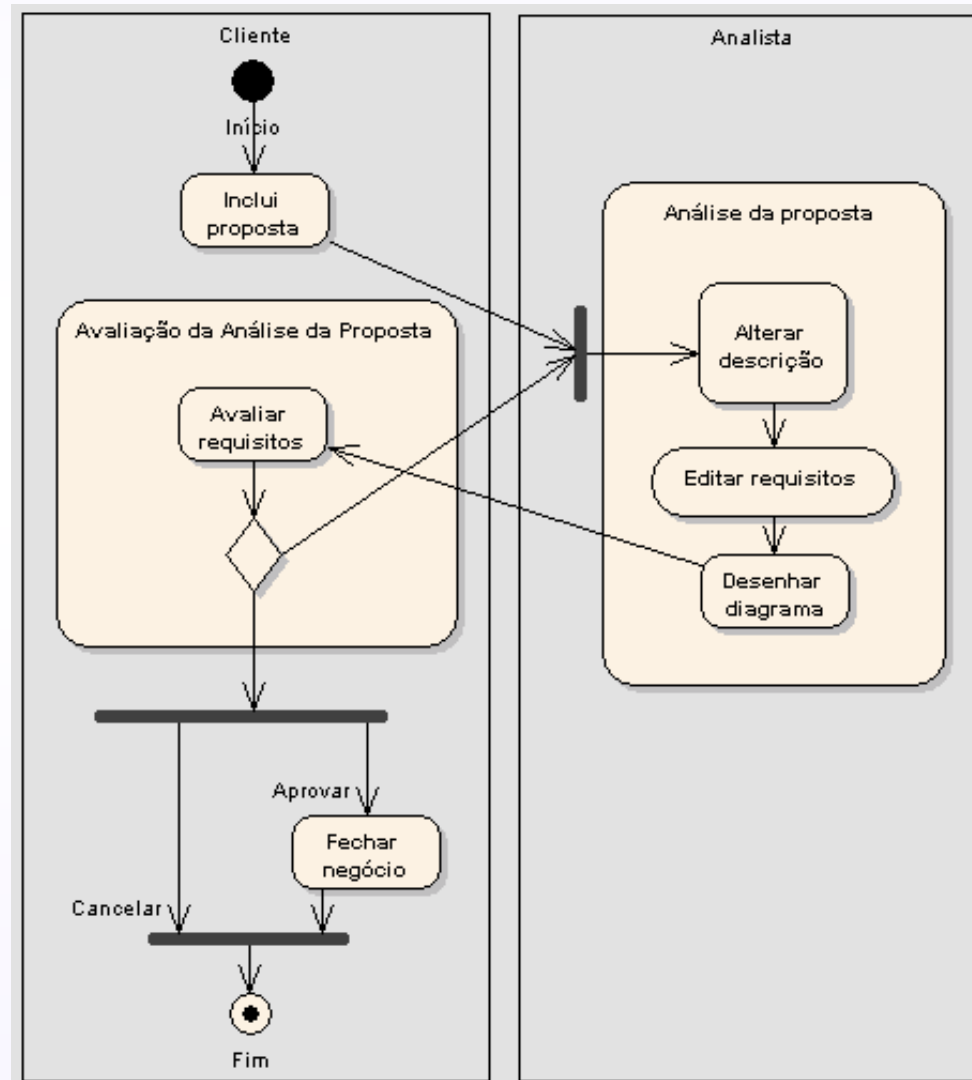 Cliente
Início
Inclui
proposta
Avaliação da Análise da Proposta
Avaliar
requisitos
Aprovar
Fechar
negócio
Cancelar
Fim
Analista
Análise da proposta
Alterar
descrição
Editar requisitos
Desenhar
diagrama